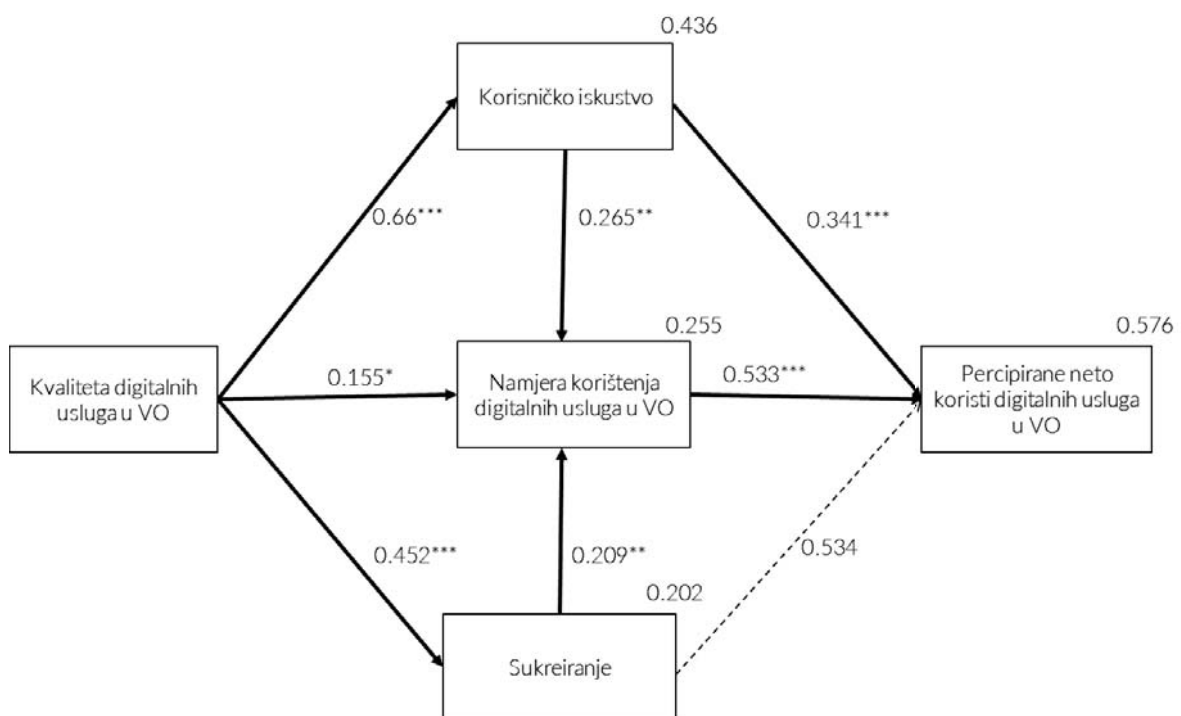 0.436
Korisničko iskustvo
0.66***
0.265**
0.341***
0.255
0.576
Kvaliteta digitalnih
usluga u VO
0.155*
Namjera korištenja
digitalnih usluga u VO
0.533***
Percipirane neto
koristi digitalnih usluga
u VO
0.452***
0.209**
0.534
0.202
Sukreiranje